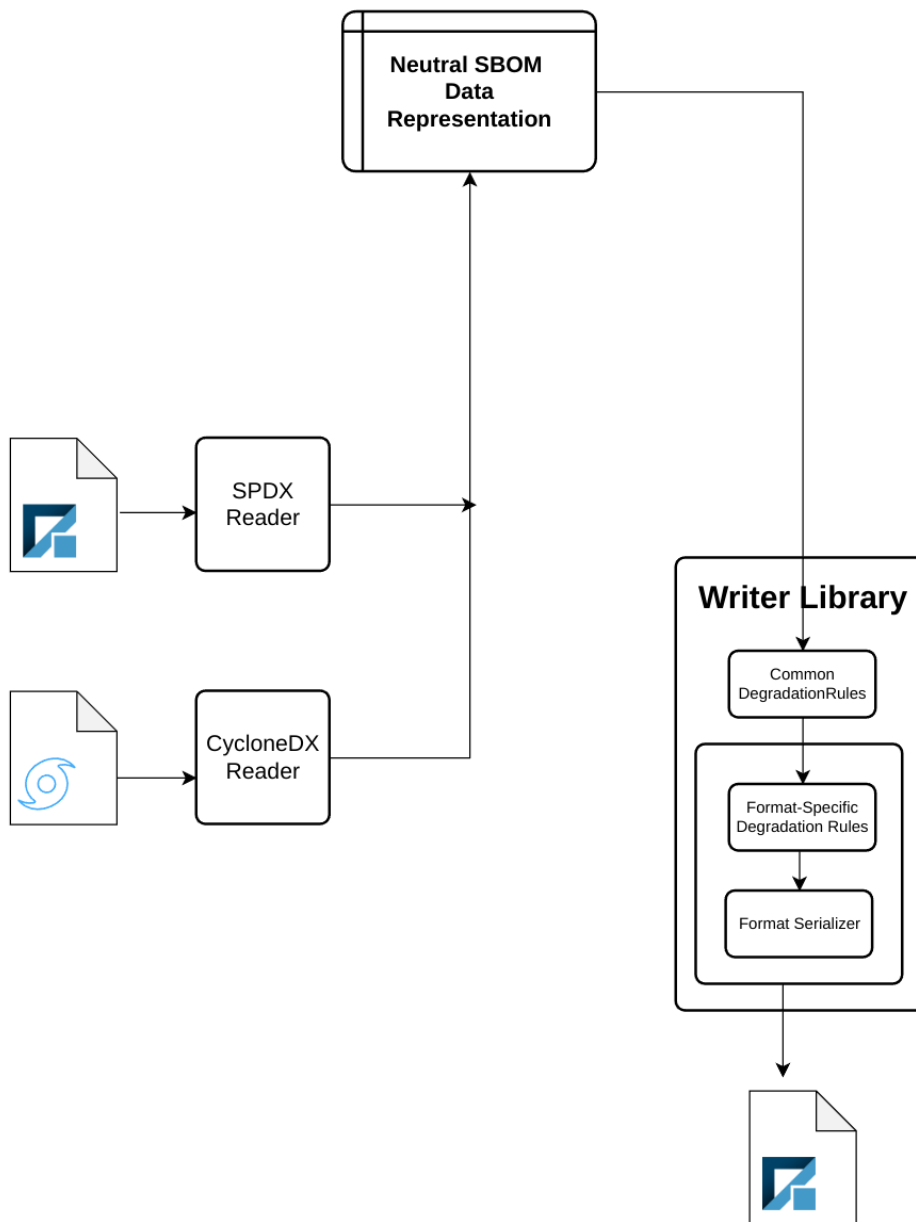 Neutral SBOM
Data
Representation
SPDX
Reader
CycloneDX
Reader
Writer Library
Common
DegradationRules
Format-Specific
Degradation Rules
Format Serializer